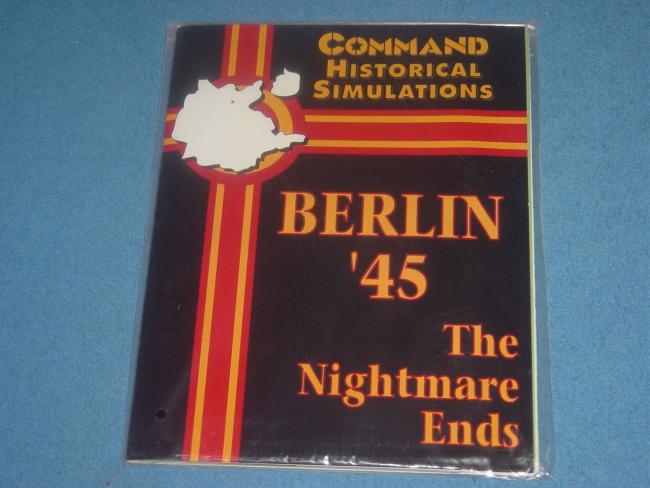 COMMAND
HISTORICAL
SIMULATIONS
BERLIN
'45
The
Nightmare
Ends